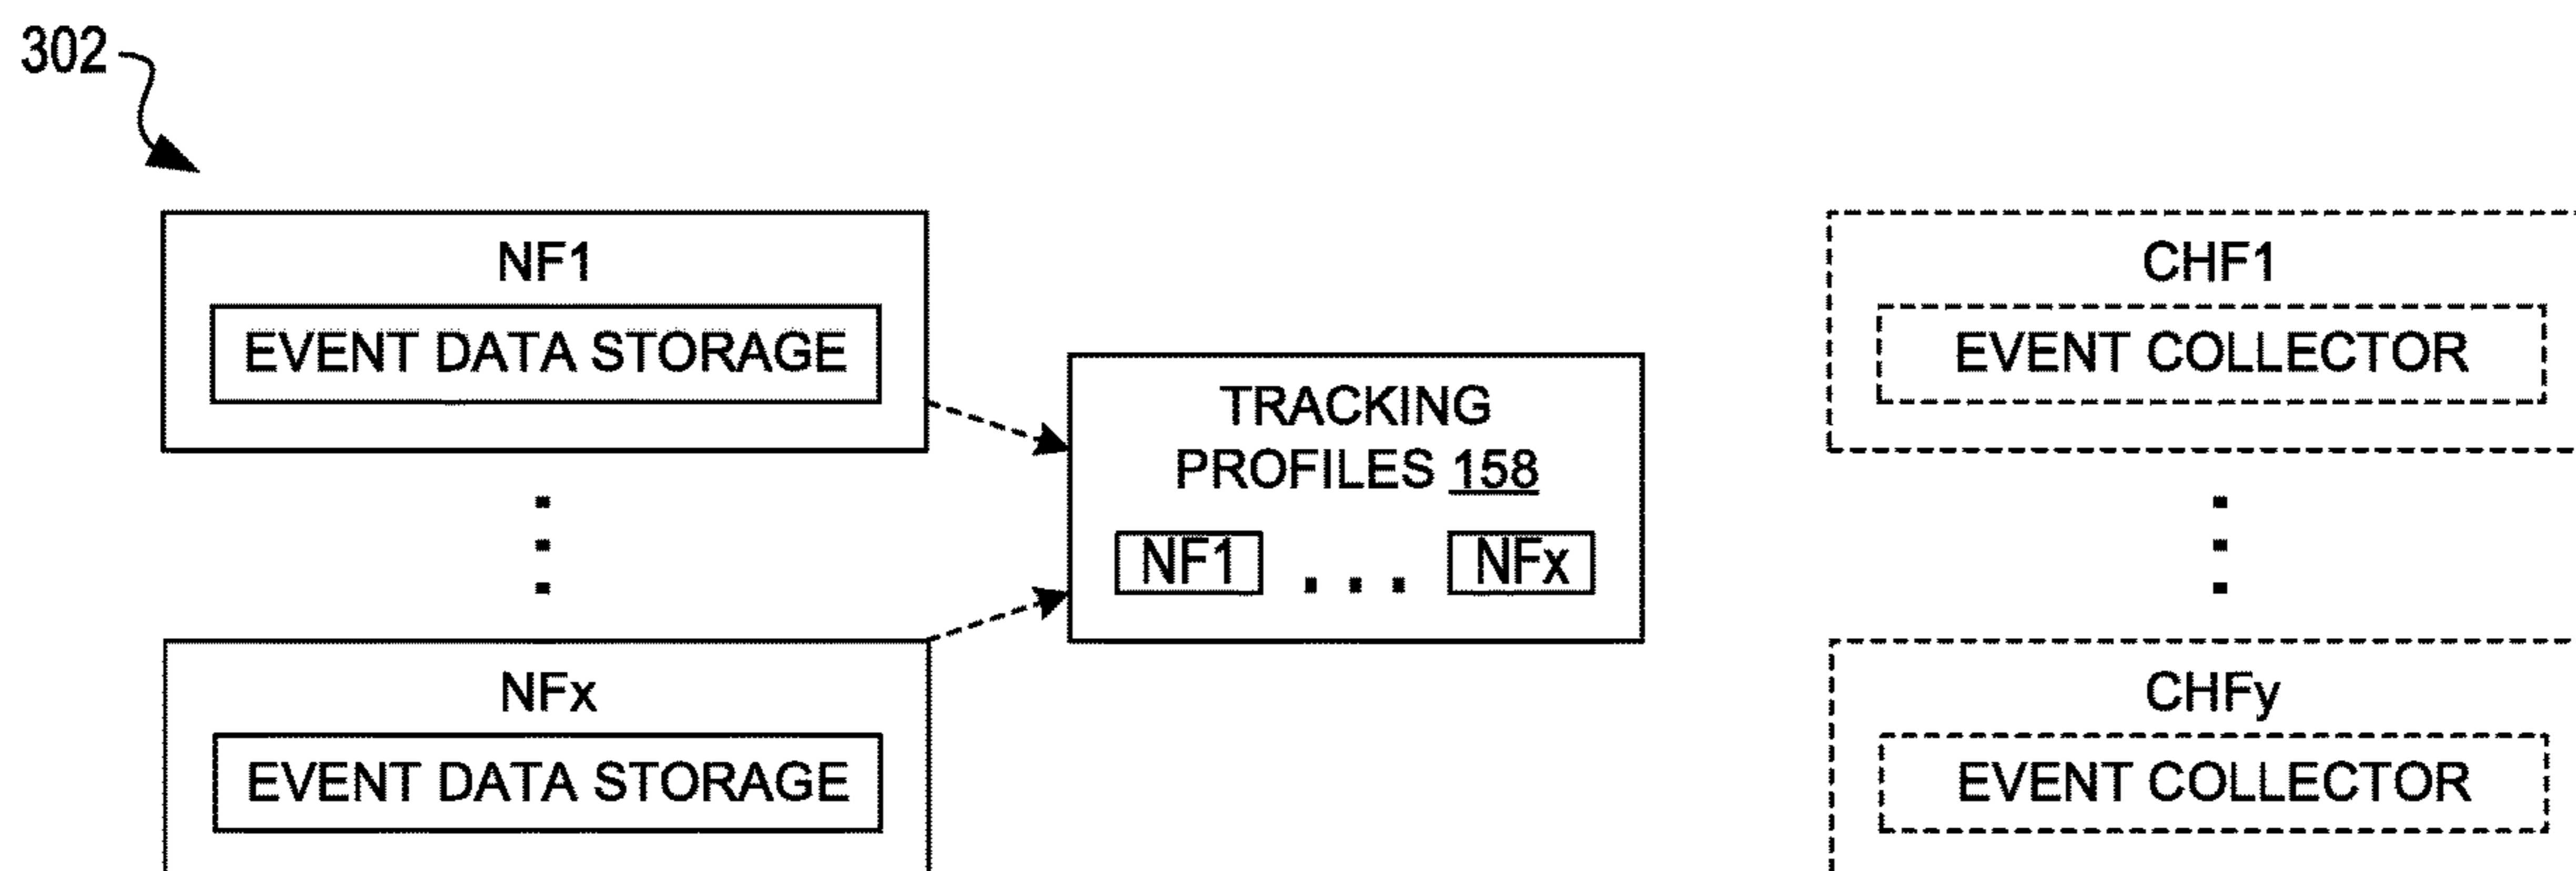 302
NF1
EVENT DATA STORAGE
NFx
EVENT DATA STORAGE
TRACKING
PROFILES 158
NF1 . . . NFx
CHF1
EVENT COLLECTOR
CHFy
EVENT COLLECTOR